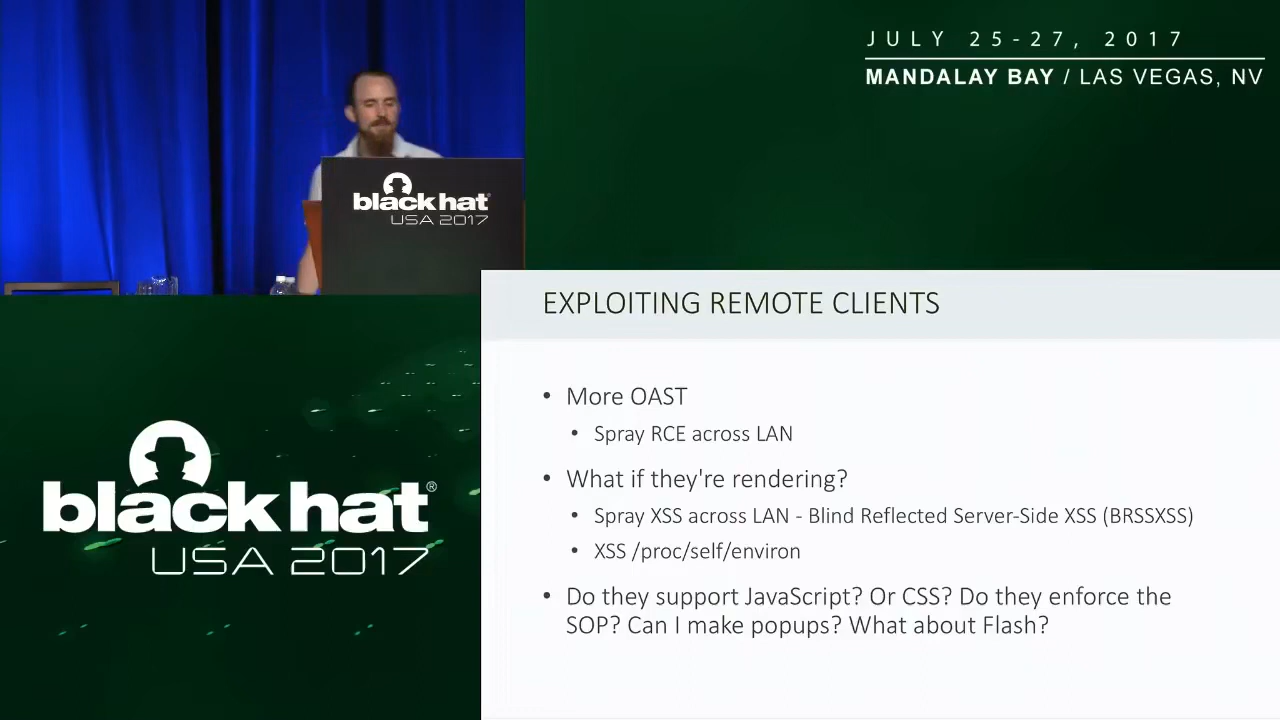 JULY 25-27, 2017
MANDALAY BAY / LAS VEGAS, NV
black hat®
USA 2017
EXPLOITING REMOTE CLIENTS
• More OAST
• Spray RCE across LAN
• What if they're rendering?
• Spray XSS across LAN - Blind Reflected Server-Side XSS (BRSSXSS)
• XSS /proc/self/environ
• Do they support JavaScript? Or CSS? Do they enforce the
SOP? Can I make popups? What about Flash?
black hat®
USA 2017